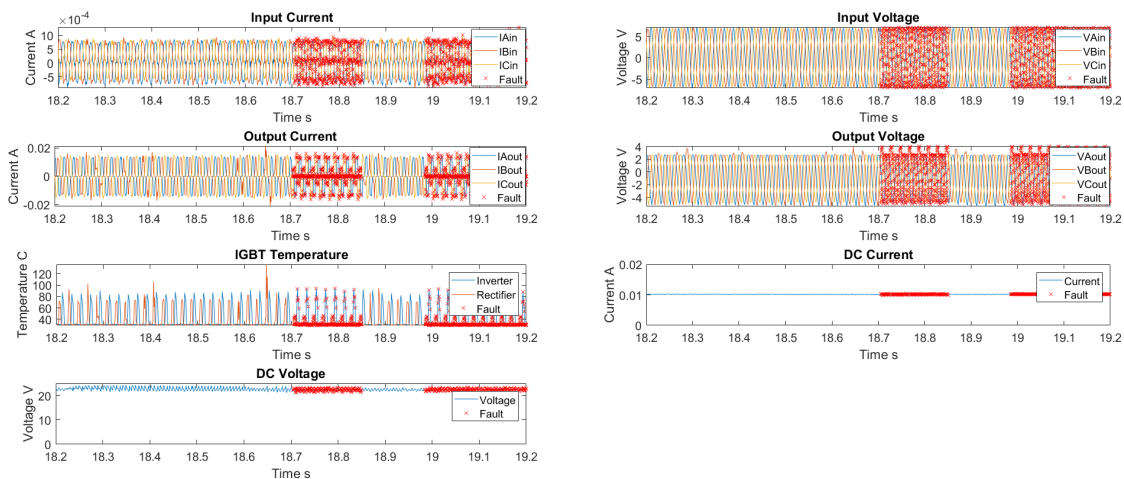 Input Current
×10⁻⁴
Current A
10
5
0
-5
18.2 18.3 18.4 18.5 18.6 18.7 18.8 18.9 19 19.1 19.2
Time s
IAin
IBin
ICin
Fault
Input Voltage
Voltage V
5
0
-5
18.2 18.3 18.4 18.5 18.6 18.7 18.8 18.9 19 19.1 19.2
Time s
VAin
VBin
VCin
Fault
Output Current
Current A
0.02
0
-0.02
18.2 18.3 18.4 18.5 18.6 18.7 18.8 18.9 19 19.1 19.2
Time s
IAout
IBout
ICout
Fault
Output Voltage
Voltage V
4
2
0
-2
-4
18.2 18.3 18.4 18.5 18.6 18.7 18.8 18.9 19 19.1 19.2
Time s
VAout
VBout
VCout
Fault
IGBT Temperature
Temperature C
120
100
80
60
40
18.2 18.3 18.4 18.5 18.6 18.7 18.8 18.9 19 19.1 19.2
Time s
Inverter
Rectifier
Fault
DC Current
Current A
0.02
0.01
0
18.2 18.3 18.4 18.5 18.6 18.7 18.8 18.9 19 19.1 19.2
Time s
Current
Fault
DC Voltage
Voltage V
20
10
0
18.2 18.3 18.4 18.5 18.6 18.7 18.8 18.9 19 19.1 19.2
Time s
Voltage
Fault